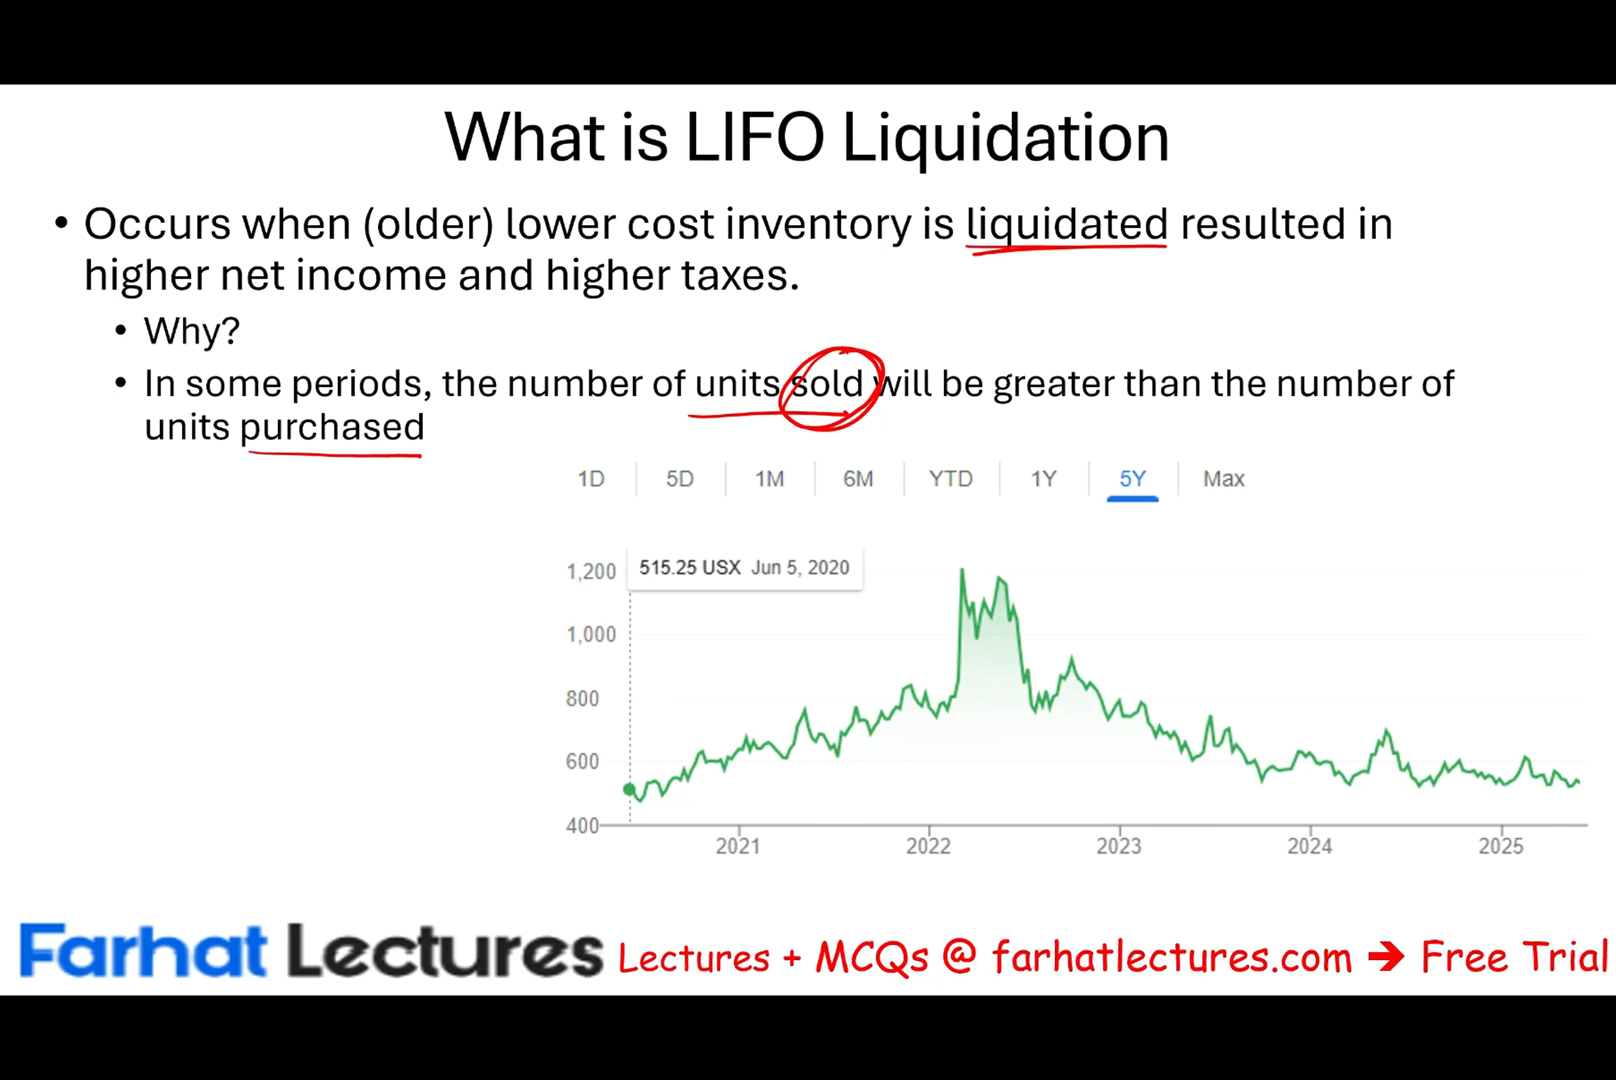 What is LIFO Liquidation
• Occurs when (older) lower cost inventory is liquidated resulted in
higher net income and higher taxes.
• Why?
• In some periods, the number of units sold will be greater than the number of
units purchased
1D 5D 1M 6M YTD 1Y 5Y Max
515.25 USX Jun 5, 2020
1,200
1,000
800
600
400
2021 2022 2023 2024 2025
Farhat Lectures Lectures + MCQs @ farhatlectures.com → Free Trial